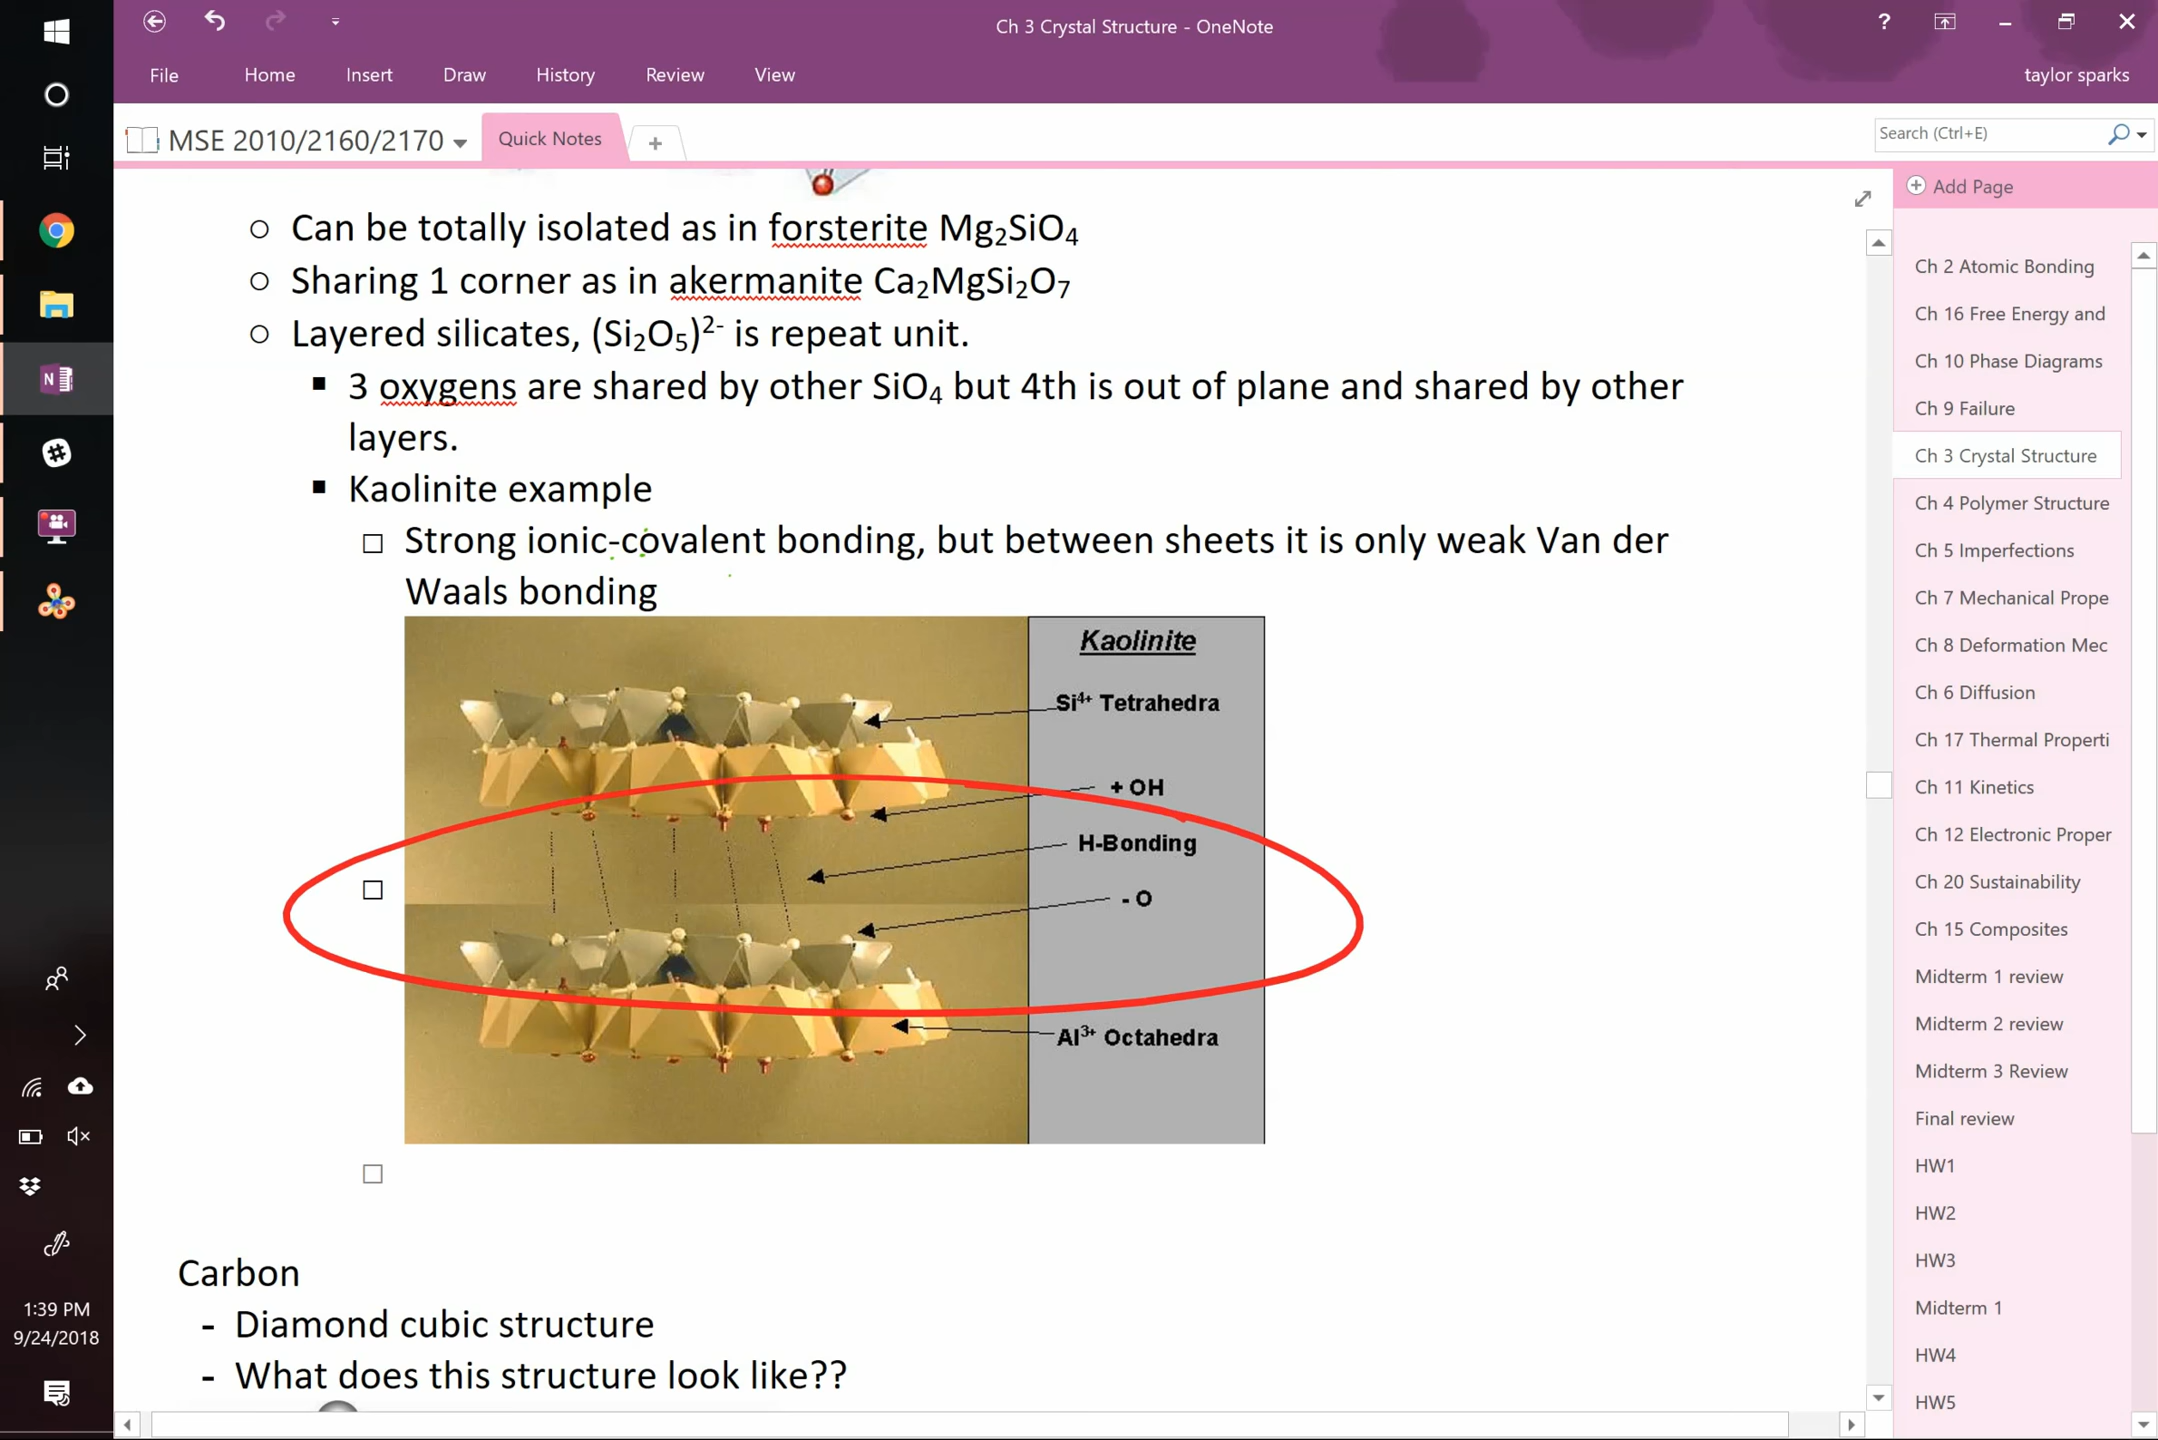 Ch 3 Crystal Structure - OneNote
?
File Home Insert Draw History Review View
taylor sparks
MSE 2010/2160/2170
Quick Notes
+
Search (Ctrl+E)
Can be totally isolated as in forsterite Mg₂SiO₄
Sharing 1 corner as in akermanite Ca₂MgSi₂O₇
Layered silicates, (Si₂O₅)²⁻ is repeat unit.
3 oxygens are shared by other SiO₄ but 4th is out of plane and shared by other
layers.
Kaolinite example
Strong ionic-covalent bonding, but between sheets it is only weak Van der
Waals bonding
Kaolinite
Si⁴⁺ Tetrahedra
+ OH
H-Bonding
- O
Al³⁺ Octahedra
Carbon
- Diamond cubic structure
- What does this structure look like??
Add Page
Ch 2 Atomic Bonding
Ch 16 Free Energy and
Ch 10 Phase Diagrams
Ch 9 Failure
Ch 3 Crystal Structure
Ch 4 Polymer Structure
Ch 5 Imperfections
Ch 7 Mechanical Prope
Ch 8 Deformation Mec
Ch 6 Diffusion
Ch 17 Thermal Properti
Ch 11 Kinetics
Ch 12 Electronic Proper
Ch 20 Sustainability
Ch 15 Composites
Midterm 1 review
Midterm 2 review
Midterm 3 Review
Final review
HW1
HW2
HW3
Midterm 1
HW4
HW5
N
1:39 PM
9/24/2018